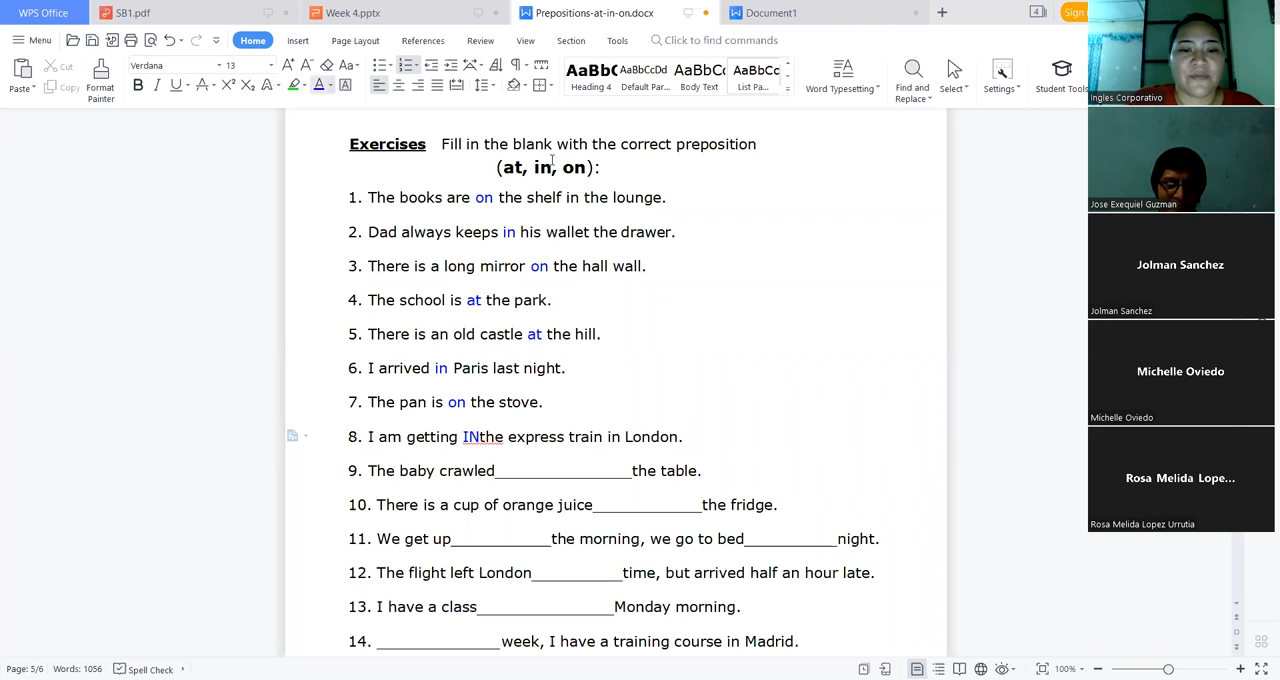 WPS Office SB1.pdf Week 4.pptx Prepositions-at-in-on.docx Document1 + 4 Sign
Menu Home Insert Page Layout References Review View Section Tools Click to find commands
Paste Cut Copy Format Painter Verdana 13 Heading 4 Default Par... Body Text List Pa... Word Typesetting Find and Replace Select Settings Student Tools
Ingles Corporativo
Jose Exequiel Guzman
Jolman Sanchez
Jolman Sanchez
Michelle Oviedo
Michelle Oviedo
Rosa Melida Lope...
Rosa Melida Lopez Urrutia
Exercises Fill in the blank with the correct preposition
(at, in, on):
1. The books are on the shelf in the lounge.
2. Dad always keeps in his wallet the drawer.
3. There is a long mirror on the hall wall.
4. The school is at the park.
5. There is an old castle at the hill.
6. I arrived in Paris last night.
7. The pan is on the stove.
8. I am getting INthe express train in London.
9. The baby crawled________________the table.
10. There is a cup of orange juice_____________the fridge.
11. We get up____________the morning, we go to bed___________night.
12. The flight left London___________time, but arrived half an hour late.
13. I have a class________________Monday morning.
14. ______________week, I have a training course in Madrid.
Page: 5/6 Words: 1056 Spell Check 100%